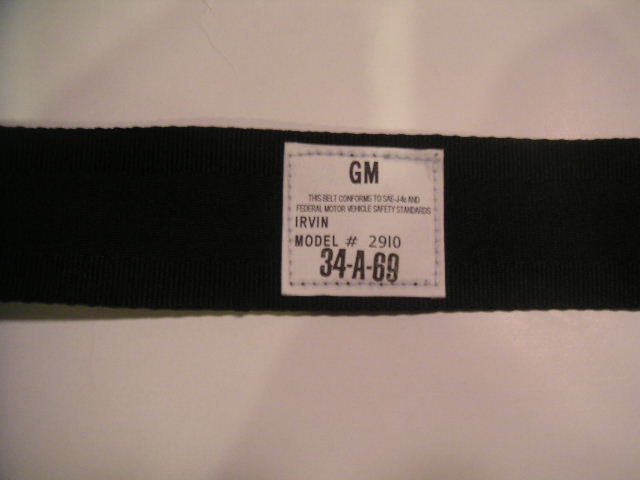 GM
THIS BELT CONFORMS TO SAE-J-4c AND
FEDERAL MOTOR VEHICLE SAFETY STANDARDS
IRVIN
MODEL # 2910
34-A-69